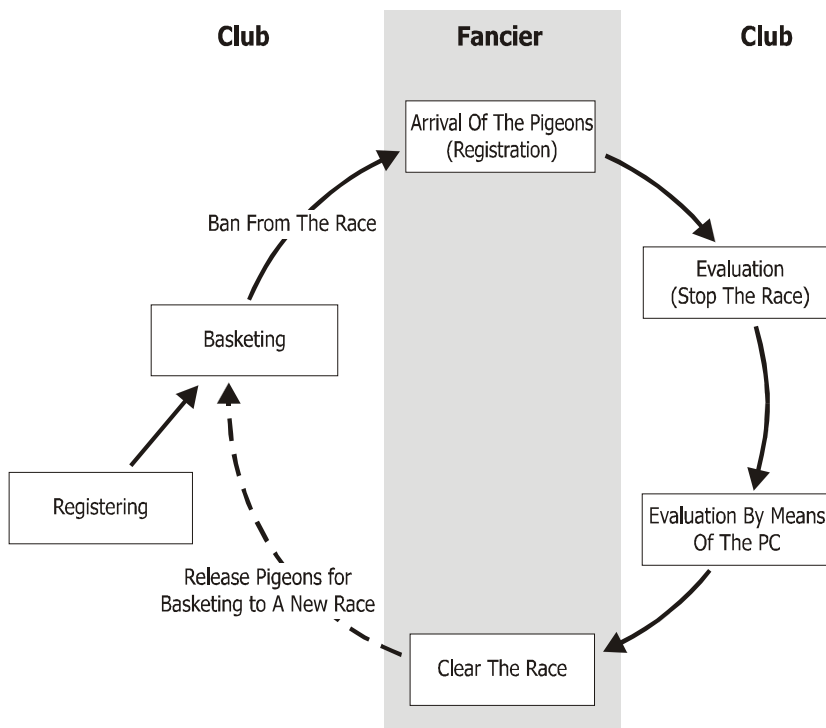 Club
Fancier
Club
Arrival Of The Pigeons
(Registration)
Ban From The Race
Evaluation
(Stop The Race)
Basketing
Registering
Evaluation By Means
Of The PC
Release Pigeons for
Basketing to A New Race
Clear The Race